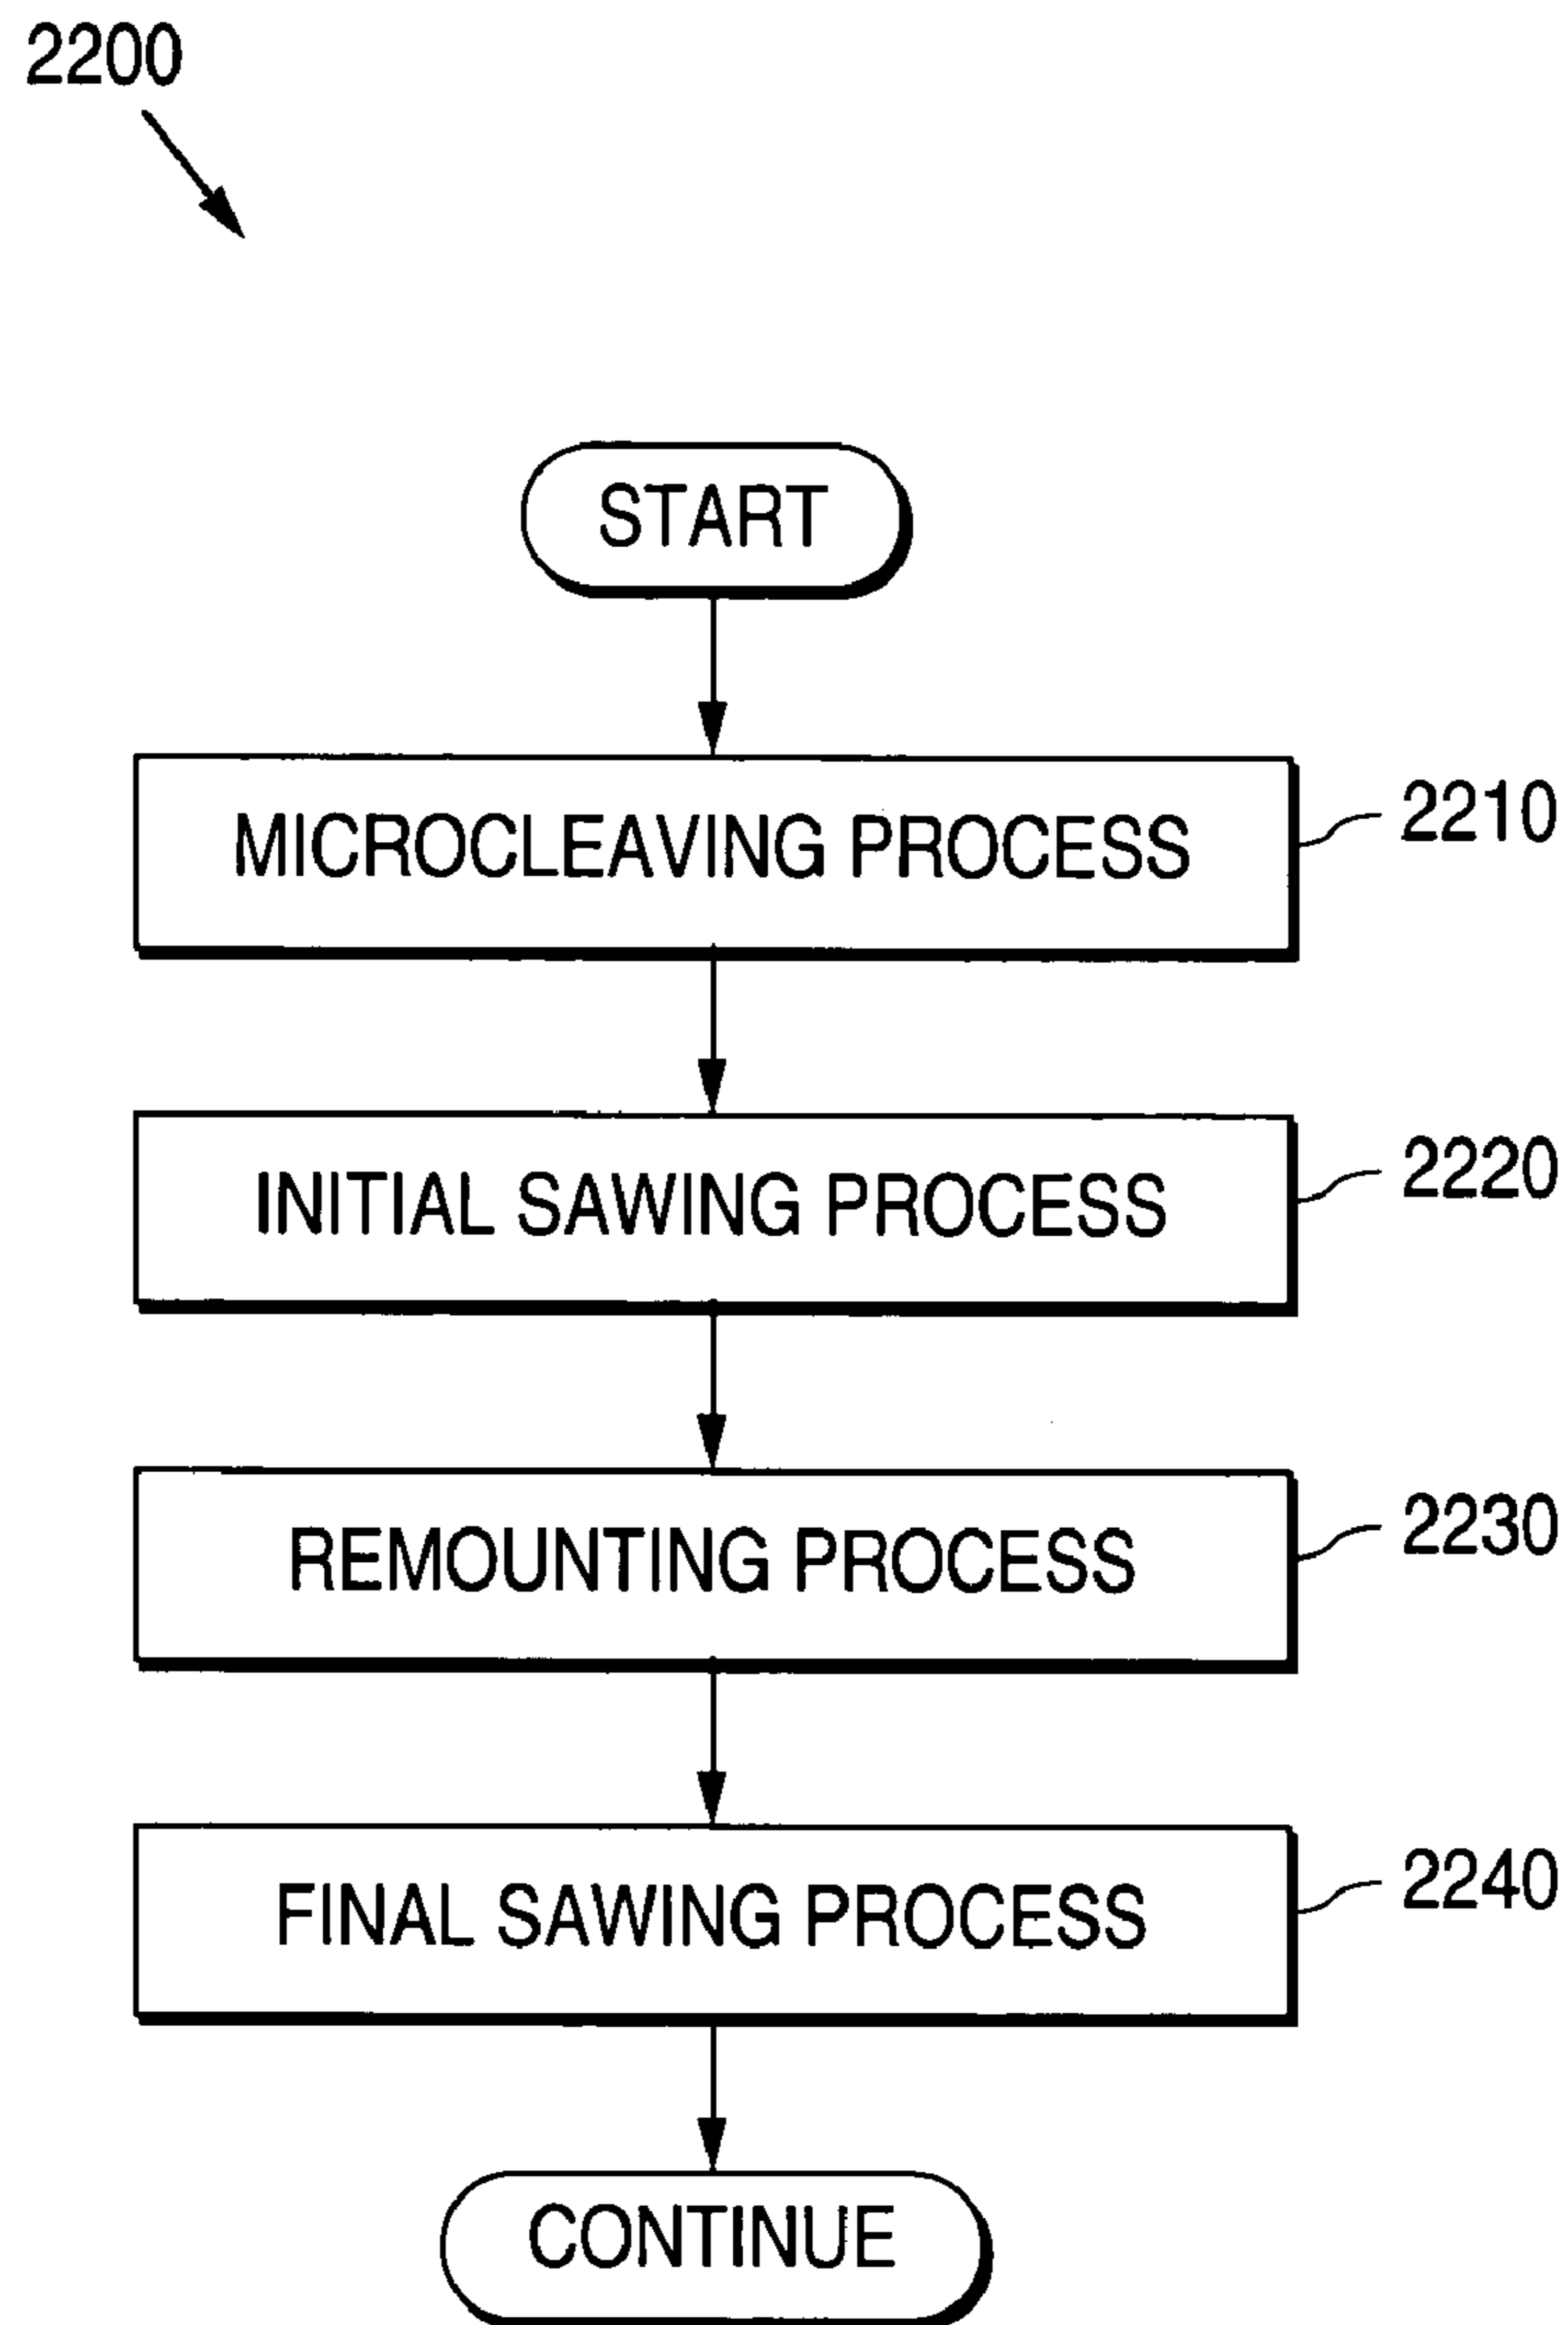 2200
START
MICROCLEAVING PROCESS
2210
INITIAL SAWING PROCESS
2220
REMOUNTING PROCESS
2230
FINAL SAWING PROCESS
2240
CONTINUE